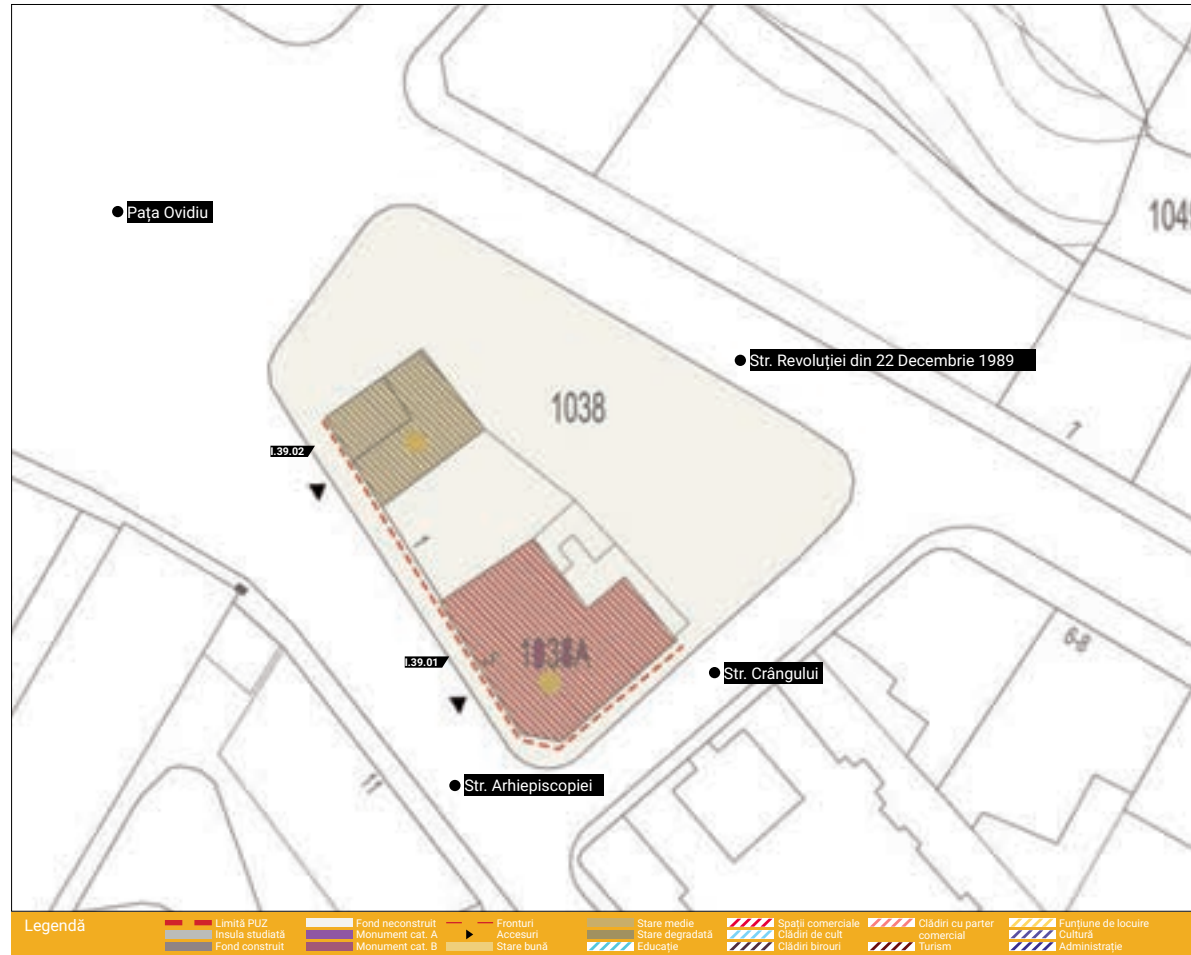 Pața Ovidiu
104
Str. Revoluției din 22 Decembrie 1989
1038
7
I.39.02
1
6-8
1038A
I.39.01
Str. Crângului
11
Str. Arhiepiscopiei
Legendă
Limită PUZ
Insula studiată
Fond construit
Fond neconstruit
Monument cat. A
Monument cat. B
Fronturi
Accesuri
Stare bună
Stare medie
Stare degradată
Educație
Spații comerciale
Clădiri de cult
Clădiri birouri
Clădiri cu parter
comercial
Turism
Funțiune de locuire
Cultură
Administrație